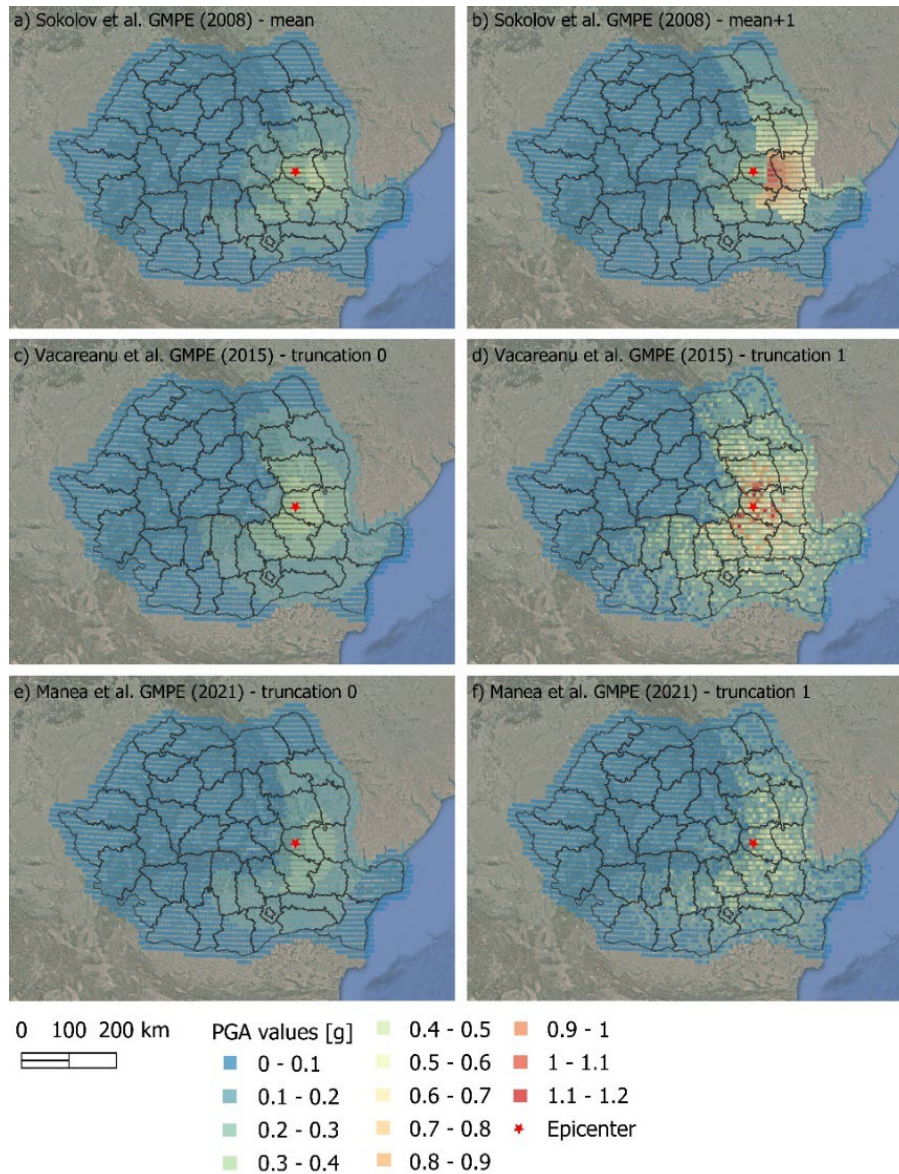 a) Sokolov et al. GMPE (2008) - mean
b) Sokolov et al. GMPE (2008) - mean+1
c) Vacareanu et al. GMPE (2015) - truncation 0
d) Vacareanu et al. GMPE (2015) - truncation 1
e) Manea et al. GMPE (2021) - truncation 0
f) Manea et al. GMPE (2021) - truncation 1
0 100 200 km
PGA values [g]
0 - 0.1
0.1 - 0.2
0.2 - 0.3
0.3 - 0.4
0.4 - 0.5
0.5 - 0.6
0.6 - 0.7
0.7 - 0.8
0.8 - 0.9
0.9 - 1
1 - 1.1
1.1 - 1.2
Epicenter